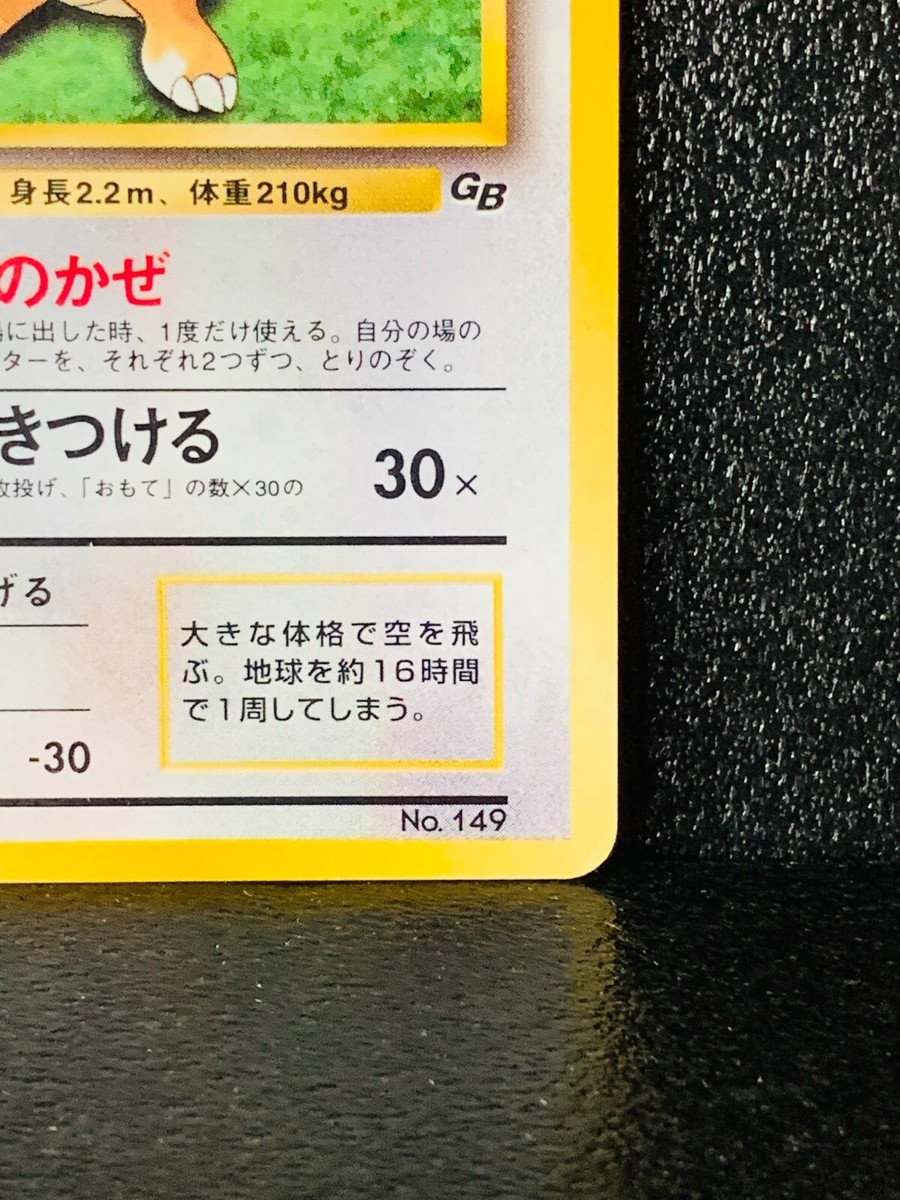 身長2.2m、体重210kg
GB
のかぜ
に出した時、1度だけ使える。自分の場の
ターを、それぞれ2つずつ、とりのぞく。
きつける
30×
投げ、「おもて」の数×30の
げる
大きな体格で空を飛
ぶ。地球を約16時間
で1周してしまう。
-30
No. 149